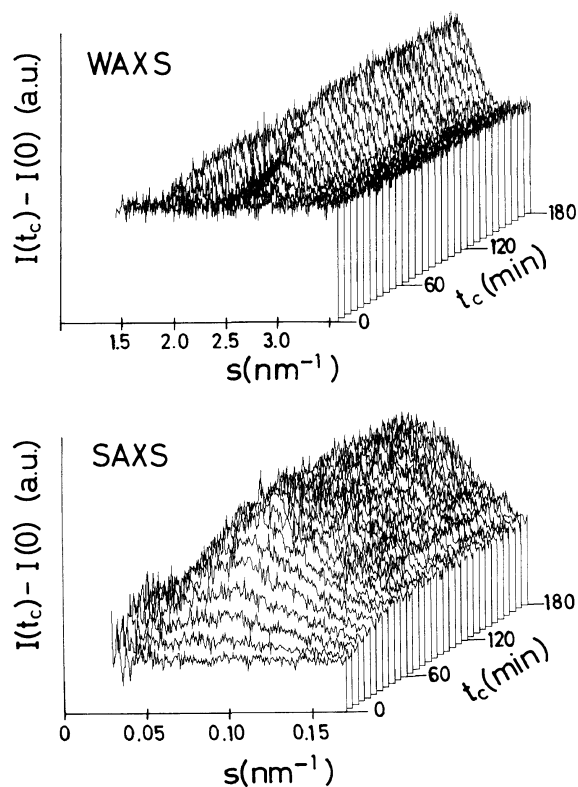 WAXS
I(tc) - I(0) (a.u.)
180
120
60
0
tc (min)
1.5 2.0 2.5 3.0
s(nm⁻¹)
SAXS
I(tc) - I(0) (a.u.)
180
120
60
0
tc (min)
0 0.05 0.10 0.15
s(nm⁻¹)